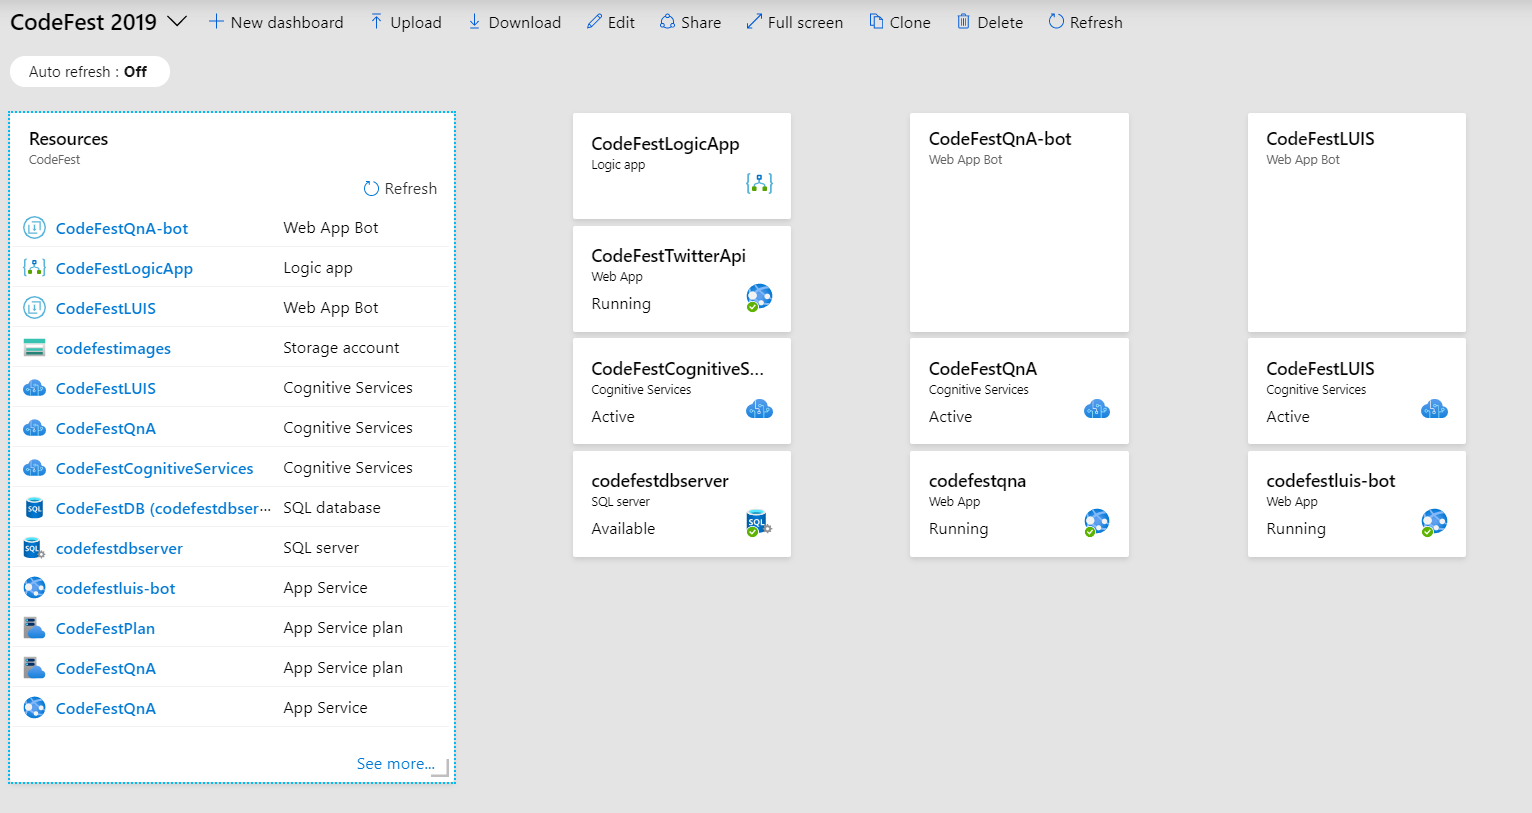 CodeFest 2019
New dashboard
Upload
Download
Edit
Share
Full screen
Clone
Delete
Refresh
Auto refresh : Off
Resources
CodeFest
Refresh
CodeFestQnA-bot Web App Bot
CodeFestLogicApp Logic app
CodeFestLUIS Web App Bot
codefestimages Storage account
CodeFestLUIS Cognitive Services
CodeFestQnA Cognitive Services
CodeFestCognitiveServices Cognitive Services
CodeFestDB (codefestdbser... SQL database
codefestdbserver SQL server
codefestluis-bot App Service
CodeFestPlan App Service plan
CodeFestQnA App Service plan
CodeFestQnA App Service
See more...
CodeFestLogicApp
Logic app
CodeFestTwitterApi
Web App
Running
CodeFestCognitiveS...
Cognitive Services
Active
codefestdbserver
SQL server
Available
CodeFestQnA-bot
Web App Bot
CodeFestQnA
Cognitive Services
Active
codefestqna
Web App
Running
CodeFestLUIS
Web App Bot
CodeFestLUIS
Cognitive Services
Active
codefestluis-bot
Web App
Running